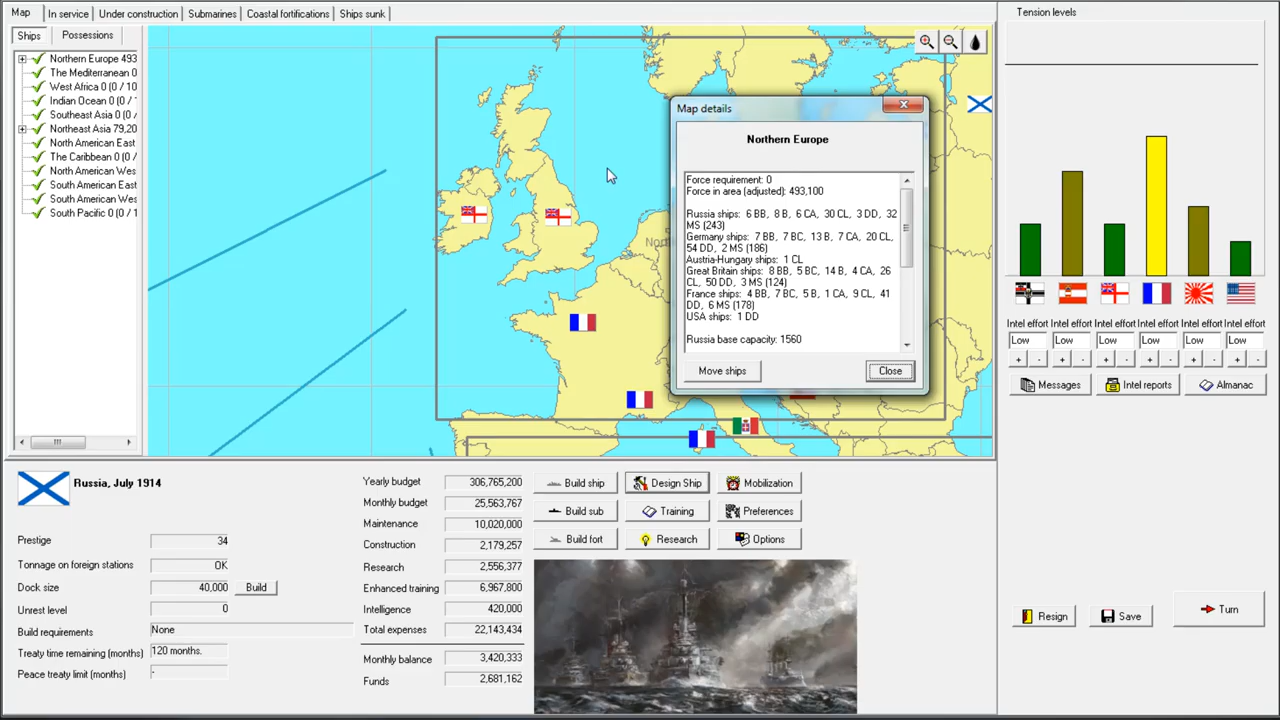 Map
In service
Under construction
Submarines
Coastal fortifications
Ships sunk
Tension levels
Ships
Possessions
Northern Europe 493
The Mediterranean 0
West Africa 0 (0 / 10
Indian Ocean 0 (0 /
Southeast Asia 0 (0 /
Northeast Asia 79,20
North American East
The Caribbean 0 (0 /
North American West
South American East
South American Wes
South Pacific 0 (0 / 1
Map details
Northern Europe
Force requirement: 0
Force in area (adjusted): 493,100
Russia ships: 6 BB, 8 B, 6 CA, 30 CL, 3 DD, 32
MS (243)
Germany ships: 7 BB, 7 BC, 13 B, 7 CA, 20 CL,
54 DD, 2 MS (186)
Austria-Hungary ships: 1 CL
Great Britain ships: 8 BB, 5 BC, 14 B, 4 CA, 26
CL, 50 DD, 3 MS (124)
France ships: 4 BB, 7 BC, 5 B, 1 CA, 9 CL, 41
DD, 6 MS (178)
USA ships: 1 DD
Russia base capacity: 1560
Move ships
Close
Intel effort Intel effort Intel effort Intel effort Intel effort Intel effort
Low Low Low Low Low Low
+ - + - + - + - + - + -
Messages
Intel reports
Almanac
Russia, July 1914
Prestige 34
Tonnage on foreign stations OK
Dock size 40,000 Build
Unrest level 0
Build requirements None
Treaty time remaining (months) 120 months.
Peace treaty limit (months) -
Yearly budget 306,765,200
Monthly budget 25,563,767
Maintenance 10,020,000
Construction 2,179,257
Research 2,556,377
Enhanced training 6,967,800
Intelligence 420,000
Total expenses 22,143,434
Monthly balance 3,420,333
Funds 2,681,162
Build ship
Design Ship
Mobilization
Build sub
Training
Preferences
Build fort
Research
Options
Resign
Save
Turn